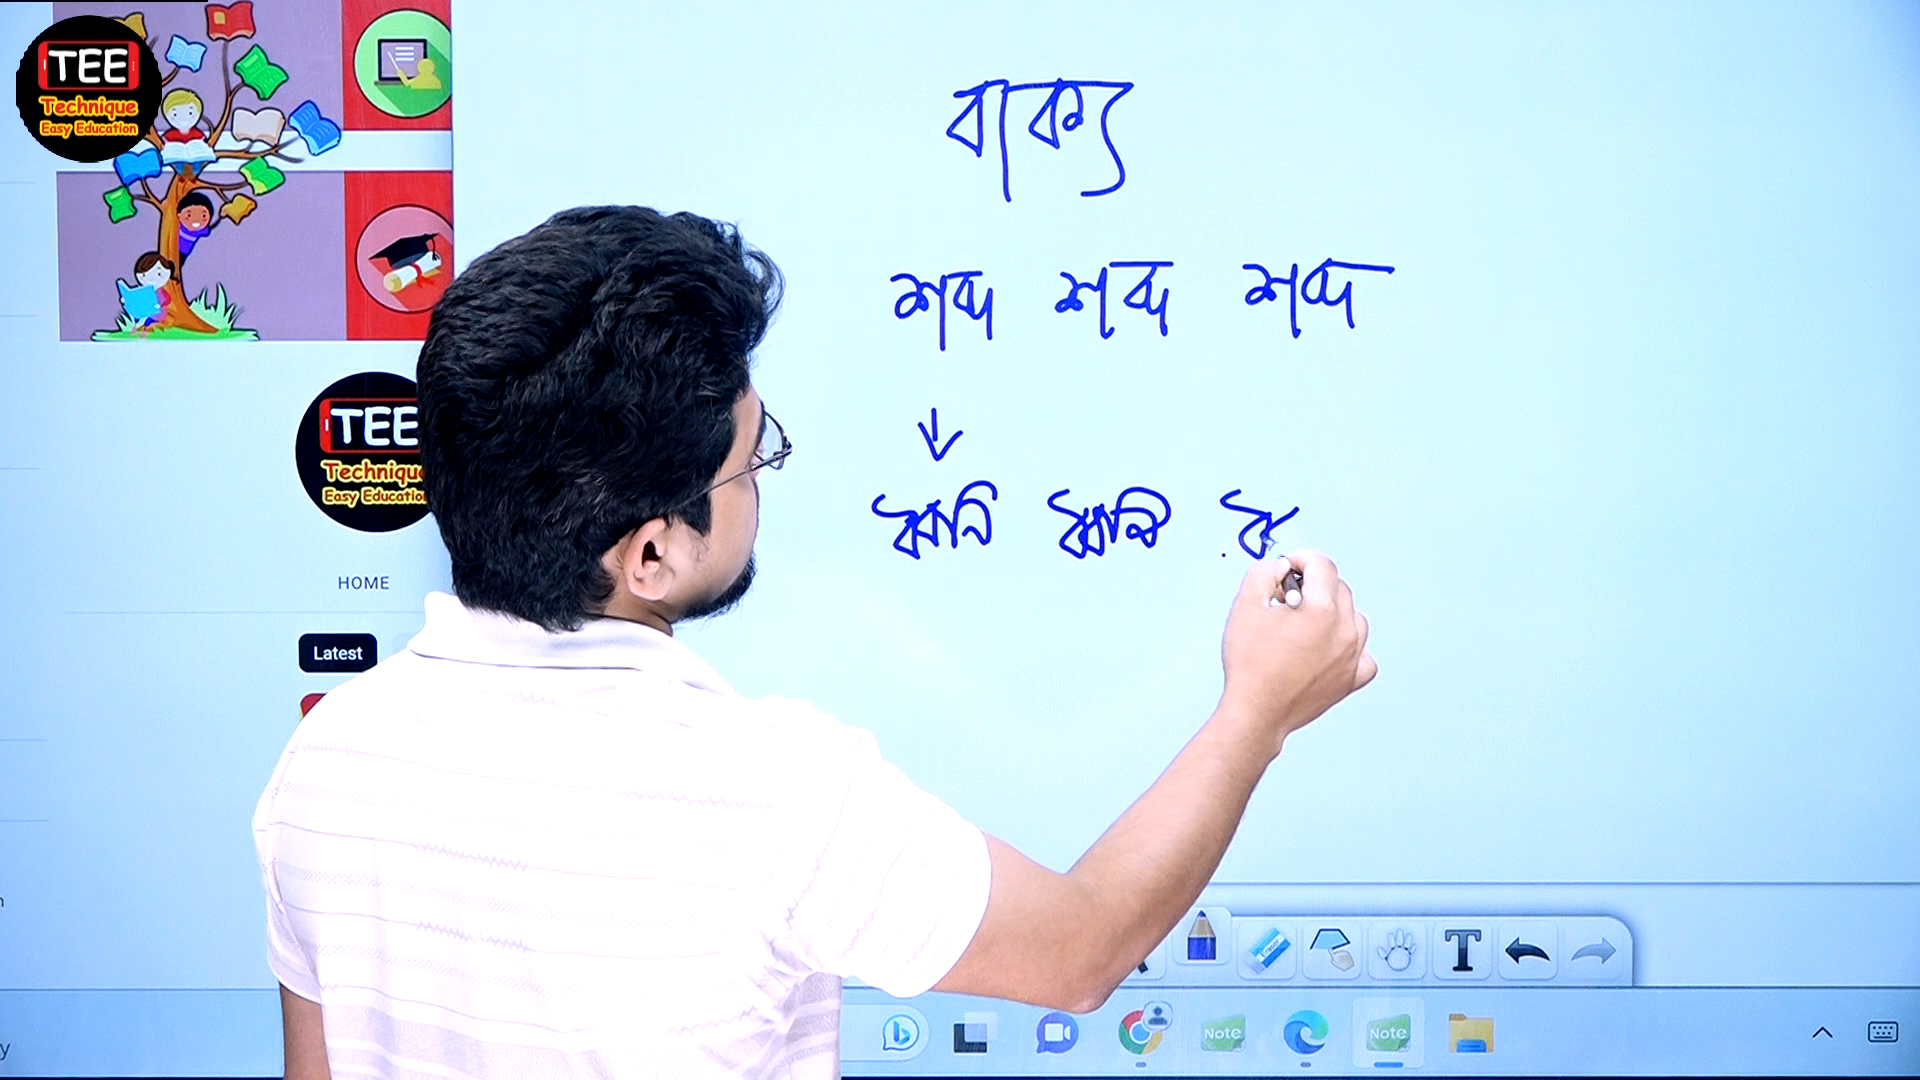 TEE
Technique
Easy Education
বাক্য
শব্দ শব্দ শব্দ
TEE
Technique
Easy Education
ধ্বনি ধ্বনি
HOME
Latest
T
Note
Note